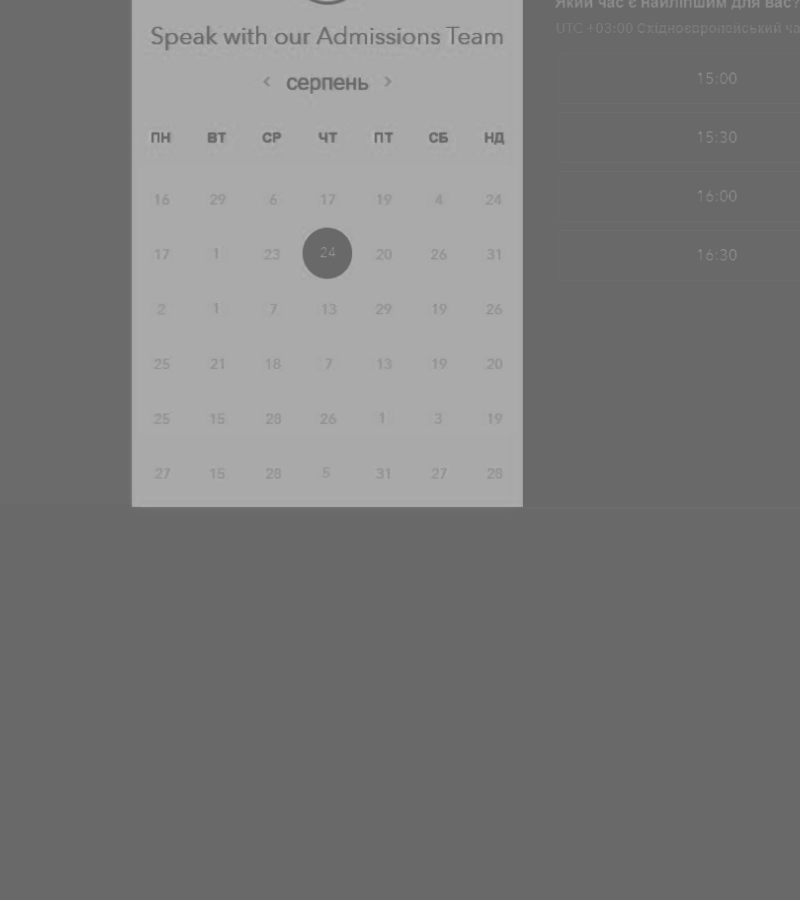 Який час є найліпшим для вас?
UTC +03:00 Східноєвропейський ча
Speak with our Admissions Team
< серпень >
ПН ВТ СР ЧТ ПТ СБ НД
16 29 6 17 19 4 24
17 1 23 24 20 26 31
2 1 7 13 29 19 26
25 21 18 7 13 19 20
25 15 28 26 1 3 19
27 15 28 5 31 27 28
15:00
15:30
16:00
16:30